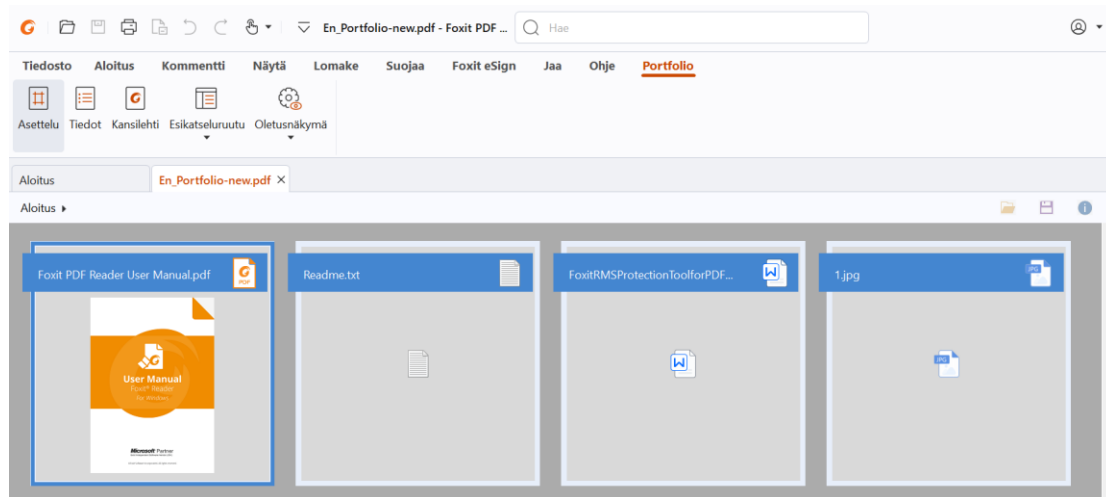 En_Portfolio-new.pdf - Foxit PDF ... Hae
Tiedosto Aloitus Kommentti Näytä Lomake Suojaa Foxit eSign Jaa Ohje Portfolio
Asettelu Tiedot Kansilehti Esikatseluruutu Oletusnäkymä
Aloitus En_Portfolio-new.pdf
Aloitus
Foxit PDF Reader User Manual.pdf PDF Readme.txt FoxitRMSProtectionToolforPDF... 1.jpg JPG
User Manual
Foxit® Reader
For Windows
JPG
Microsoft Partner